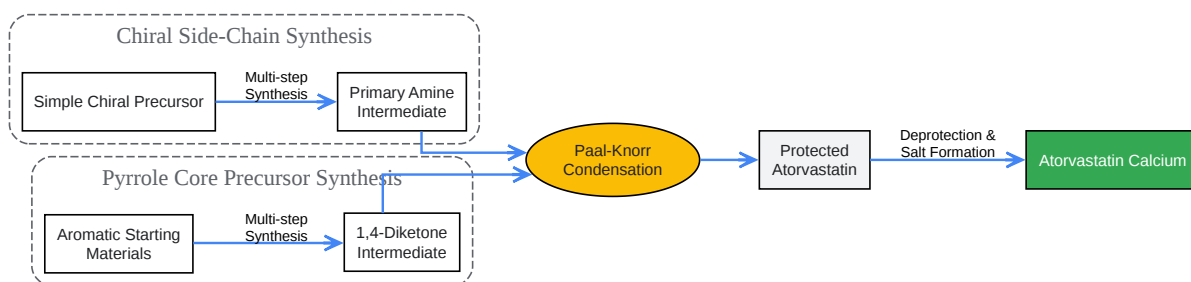 Chiral Side-Chain Synthesis
Simple Chiral Precursor
Multi-step
Synthesis
Primary Amine
Intermediate
Pyrrole Core Precursor Synthesis
Aromatic Starting
Materials
Multi-step
Synthesis
1,4-Diketone
Intermediate
Paal-Knorr
Condensation
Protected
Atorvastatin
Deprotection &
Salt Formation
Atorvastatin Calcium